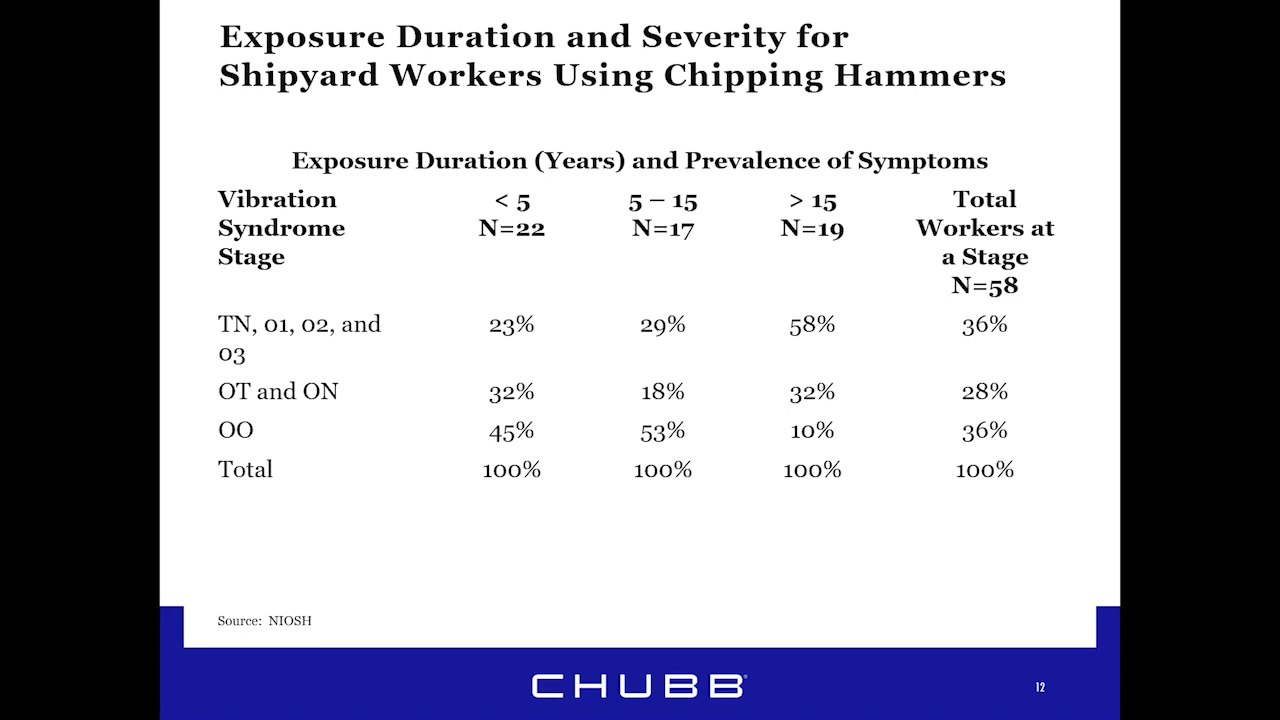 Exposure Duration and Severity for
Shipyard Workers Using Chipping Hammers
Exposure Duration (Years) and Prevalence of Symptoms
Vibration Syndrome Stage < 5 N=22 5 – 15 N=17 > 15 N=19 Total Workers at a Stage N=58
TN, 01, 02, and 03 23% 29% 58% 36%
OT and ON 32% 18% 32% 28%
OO 45% 53% 10% 36%
Total 100% 100% 100% 100%
Source: NIOSH
CHUBB®
12